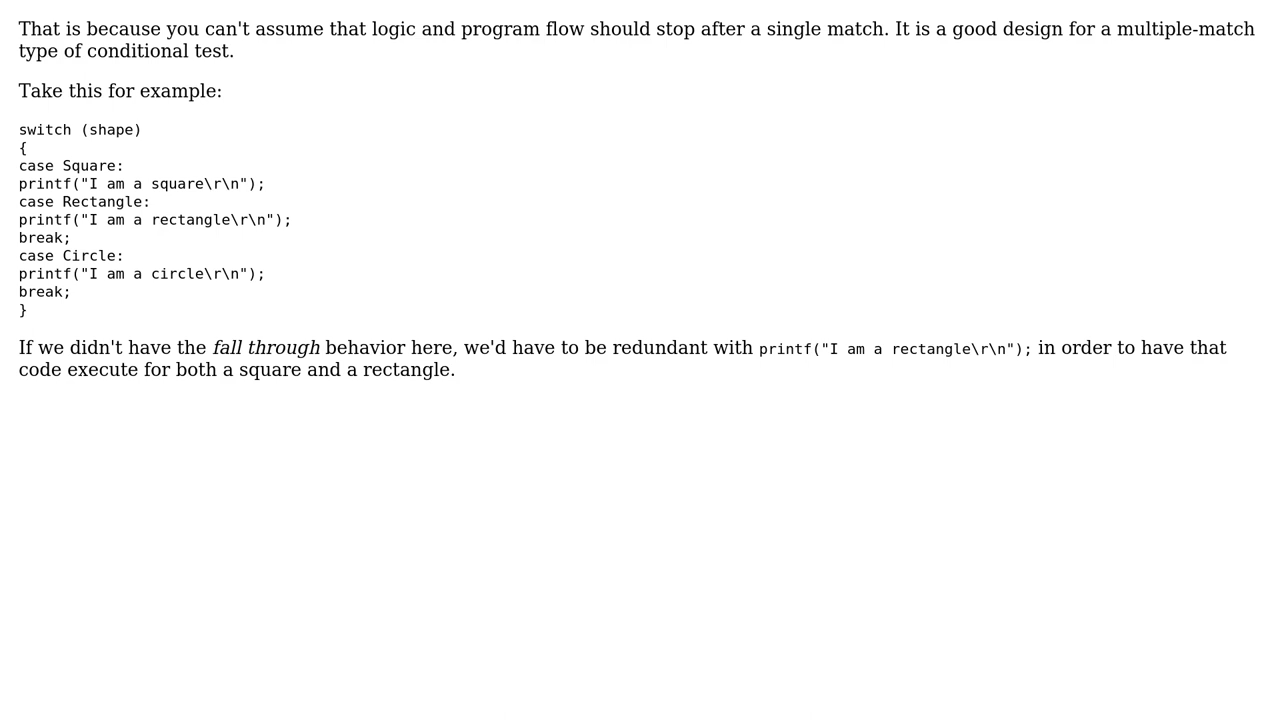 That is because you can't assume that logic and program flow should stop after a single match. It is a good design for a multiple-match
type of conditional test.
Take this for example:
switch (shape)
{
case Square:
printf("I am a square\r\n");
case Rectangle:
printf("I am a rectangle\r\n");
break;
case Circle:
printf("I am a circle\r\n");
break;
}
If we didn't have the fall through behavior here, we'd have to be redundant with printf("I am a rectangle\r\n"); in order to have that
code execute for both a square and a rectangle.